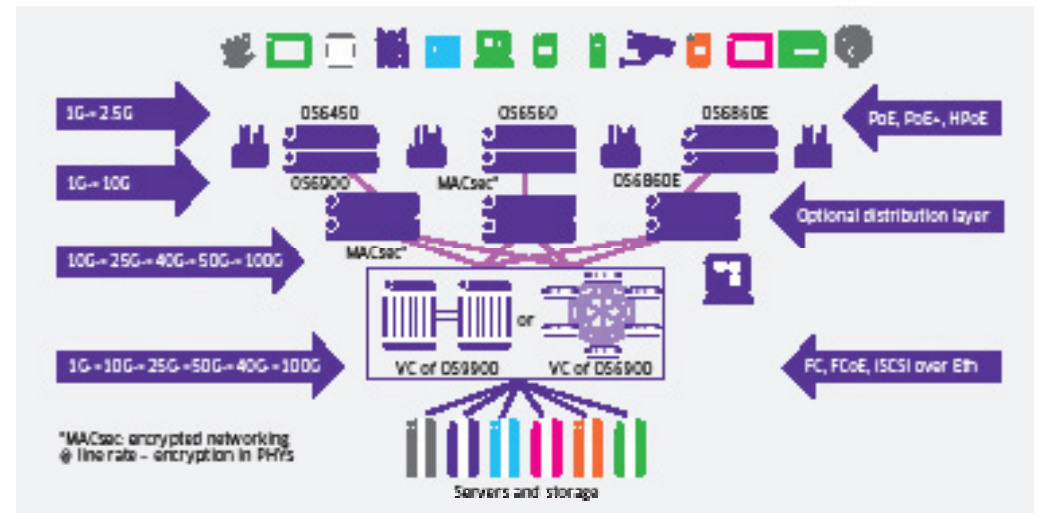 1G - 2.5G
OS6450
OS6560
OS6860E
PoE, PoE+, HPoE
1G - 10G
OS6900
MACsec*
OS6860E
Optional distribution layer
MACsec*
10G - 25G - 40G - 50G - 100G
or
1G - 10G - 25G - 50G - 40G - 100G
VC of OS9900
VC of OS6900
FC, FCoE, iSCSI over Eth
*MACsec: encrypted networking
@ line rate – encryption in PHYs
Servers and storage